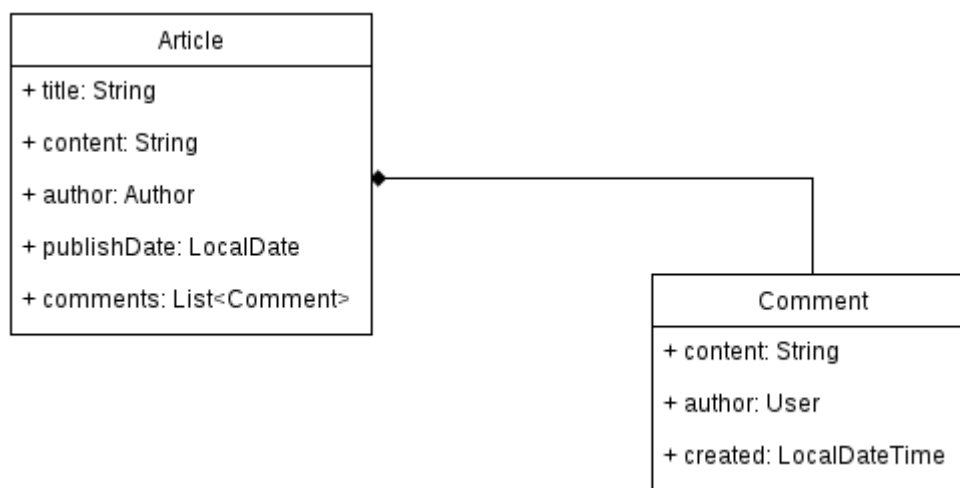 Article
+ title: String
+ content: String
+ author: Author
+ publishDate: LocalDate
+ comments: List<Comment>
Comment
+ content: String
+ author: User
+ created: LocalDateTime